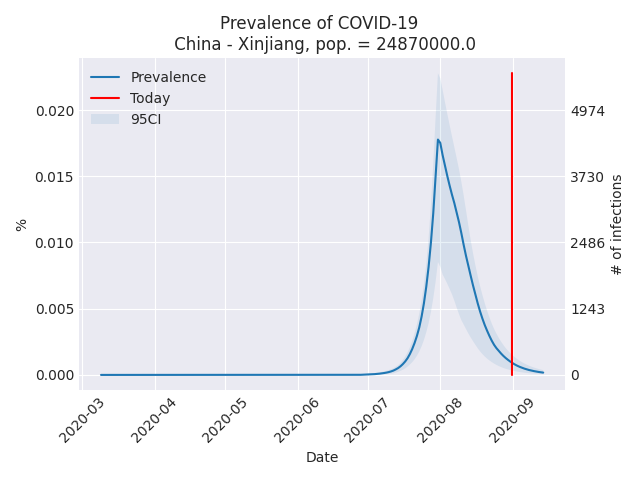 Prevalence of COVID-19
China - Xinjiang, pop. = 24870000.0
Prevalence
Today
95CI
0.020
0.015
0.010
0.005
0.000
%
4974
3730
2486
1243
0
# of infections
2020-03
2020-04
2020-05
2020-06
2020-07
2020-08
2020-09
Date